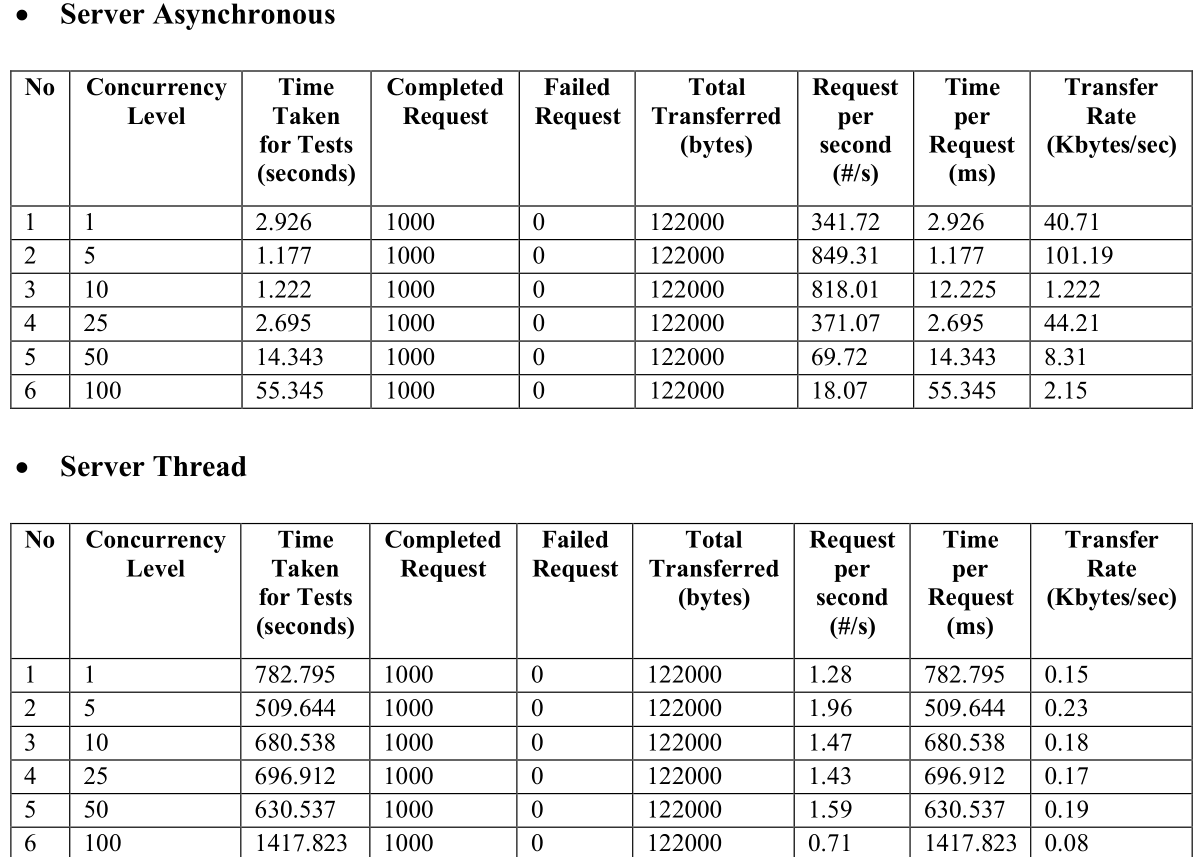 • Server Asynchronous
No Concurrency Time Completed Failed Total Request Time Transfer
Level Taken Request Request Transferred per per Rate
for Tests (bytes) second Request (Kbytes/sec)
(seconds) (#/s) (ms)
1 1 2.926 1000 0 122000 341.72 2.926 40.71
2 5 1.177 1000 0 122000 849.31 1.177 101.19
3 10 1.222 1000 0 122000 818.01 12.225 1.222
4 25 2.695 1000 0 122000 371.07 2.695 44.21
5 50 14.343 1000 0 122000 69.72 14.343 8.31
6 100 55.345 1000 0 122000 18.07 55.345 2.15
• Server Thread
No Concurrency Time Completed Failed Total Request Time Transfer
Level Taken Request Request Transferred per per Rate
for Tests (bytes) second Request (Kbytes/sec)
(seconds) (#/s) (ms)
1 1 782.795 1000 0 122000 1.28 782.795 0.15
2 5 509.644 1000 0 122000 1.96 509.644 0.23
3 10 680.538 1000 0 122000 1.47 680.538 0.18
4 25 696.912 1000 0 122000 1.43 696.912 0.17
5 50 630.537 1000 0 122000 1.59 630.537 0.19
6 100 1417.823 1000 0 122000 0.71 1417.823 0.08